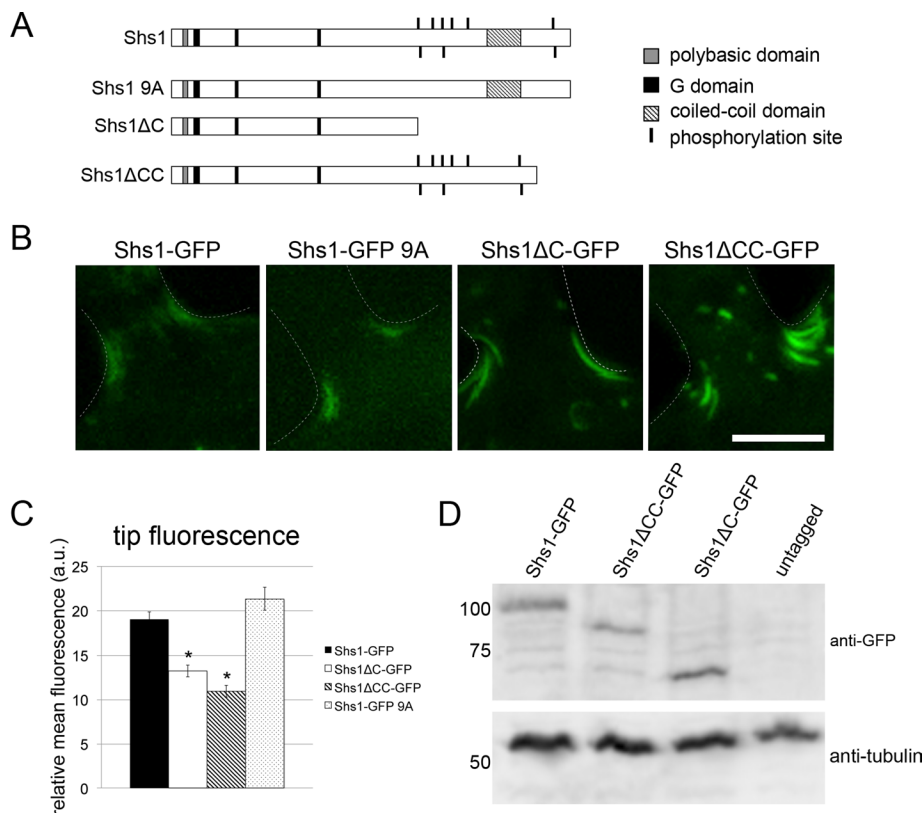 A
Shs1
Shs1 9A
Shs1ΔC
Shs1ΔCC
polybasic domain
G domain
coiled-coil domain
phosphorylation site
B
Shs1-GFP
Shs1-GFP 9A
Shs1ΔC-GFP
Shs1ΔCC-GFP
C
tip fluorescence
relative mean fluorescence (a.u.)
25
20
15
10
5
0
*
*
Shs1-GFP
Shs1ΔC-GFP
Shs1ΔCC-GFP
Shs1-GFP 9A
D
Shs1-GFP
Shs1ΔCC-GFP
Shs1ΔC-GFP
untagged
100
75
anti-GFP
50
anti-tubulin